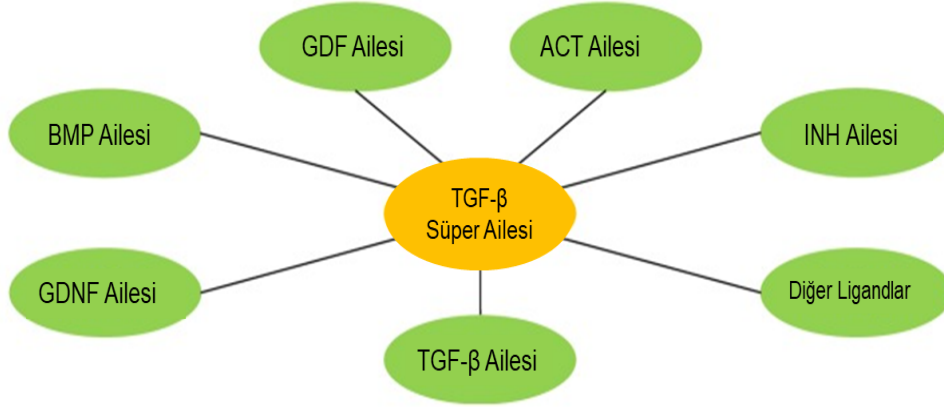 GDF Ailesi
ACT Ailesi
BMP Ailesi
INH Ailesi
TGF-β
Süper Ailesi
GDNF Ailesi
Diğer Ligandlar
TGF-β Ailesi